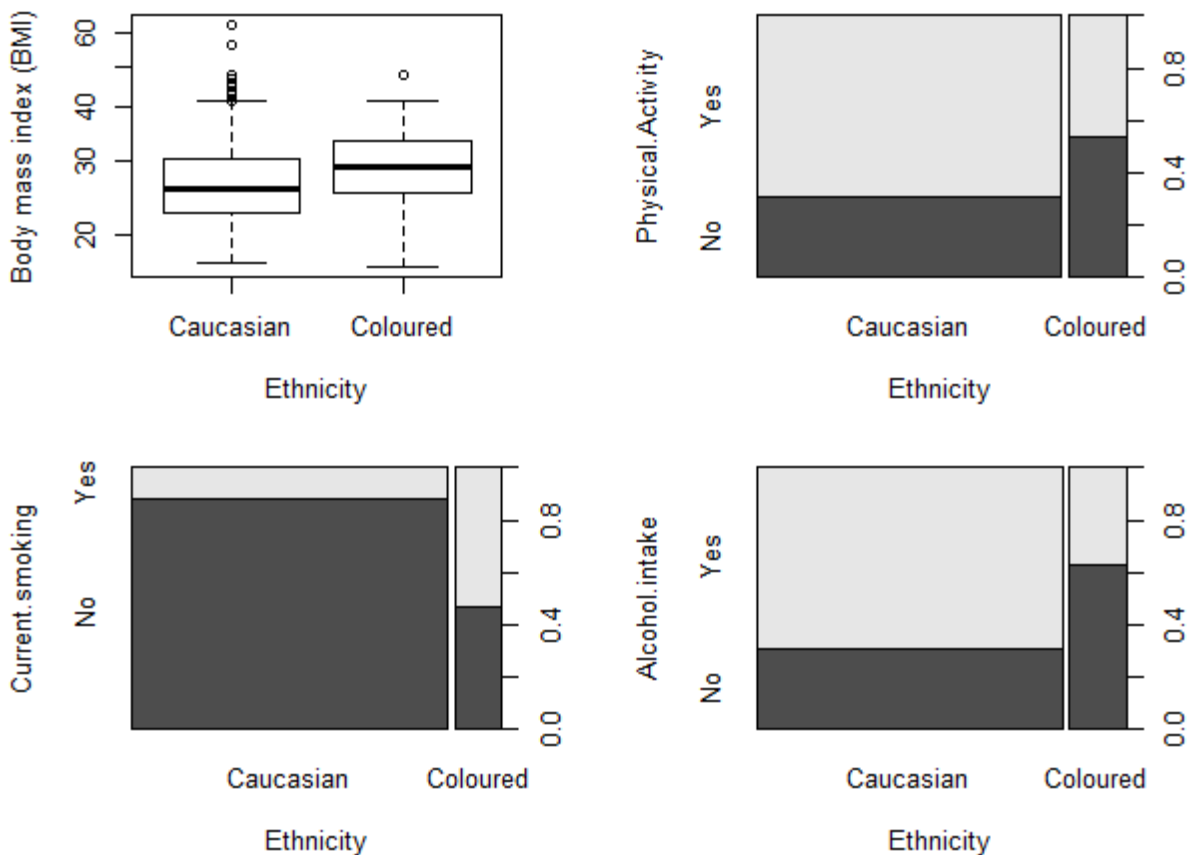 Body mass index (BMI)
60
40
30
20
Caucasian Coloured
Ethnicity
Physical.Activity
Yes
No
0.8
0.4
0.0
Caucasian Coloured
Ethnicity
Current.smoking
Yes
No
0.8
0.4
0.0
Caucasian Coloured
Ethnicity
Alcohol.intake
Yes
No
0.8
0.4
0.0
Caucasian Coloured
Ethnicity